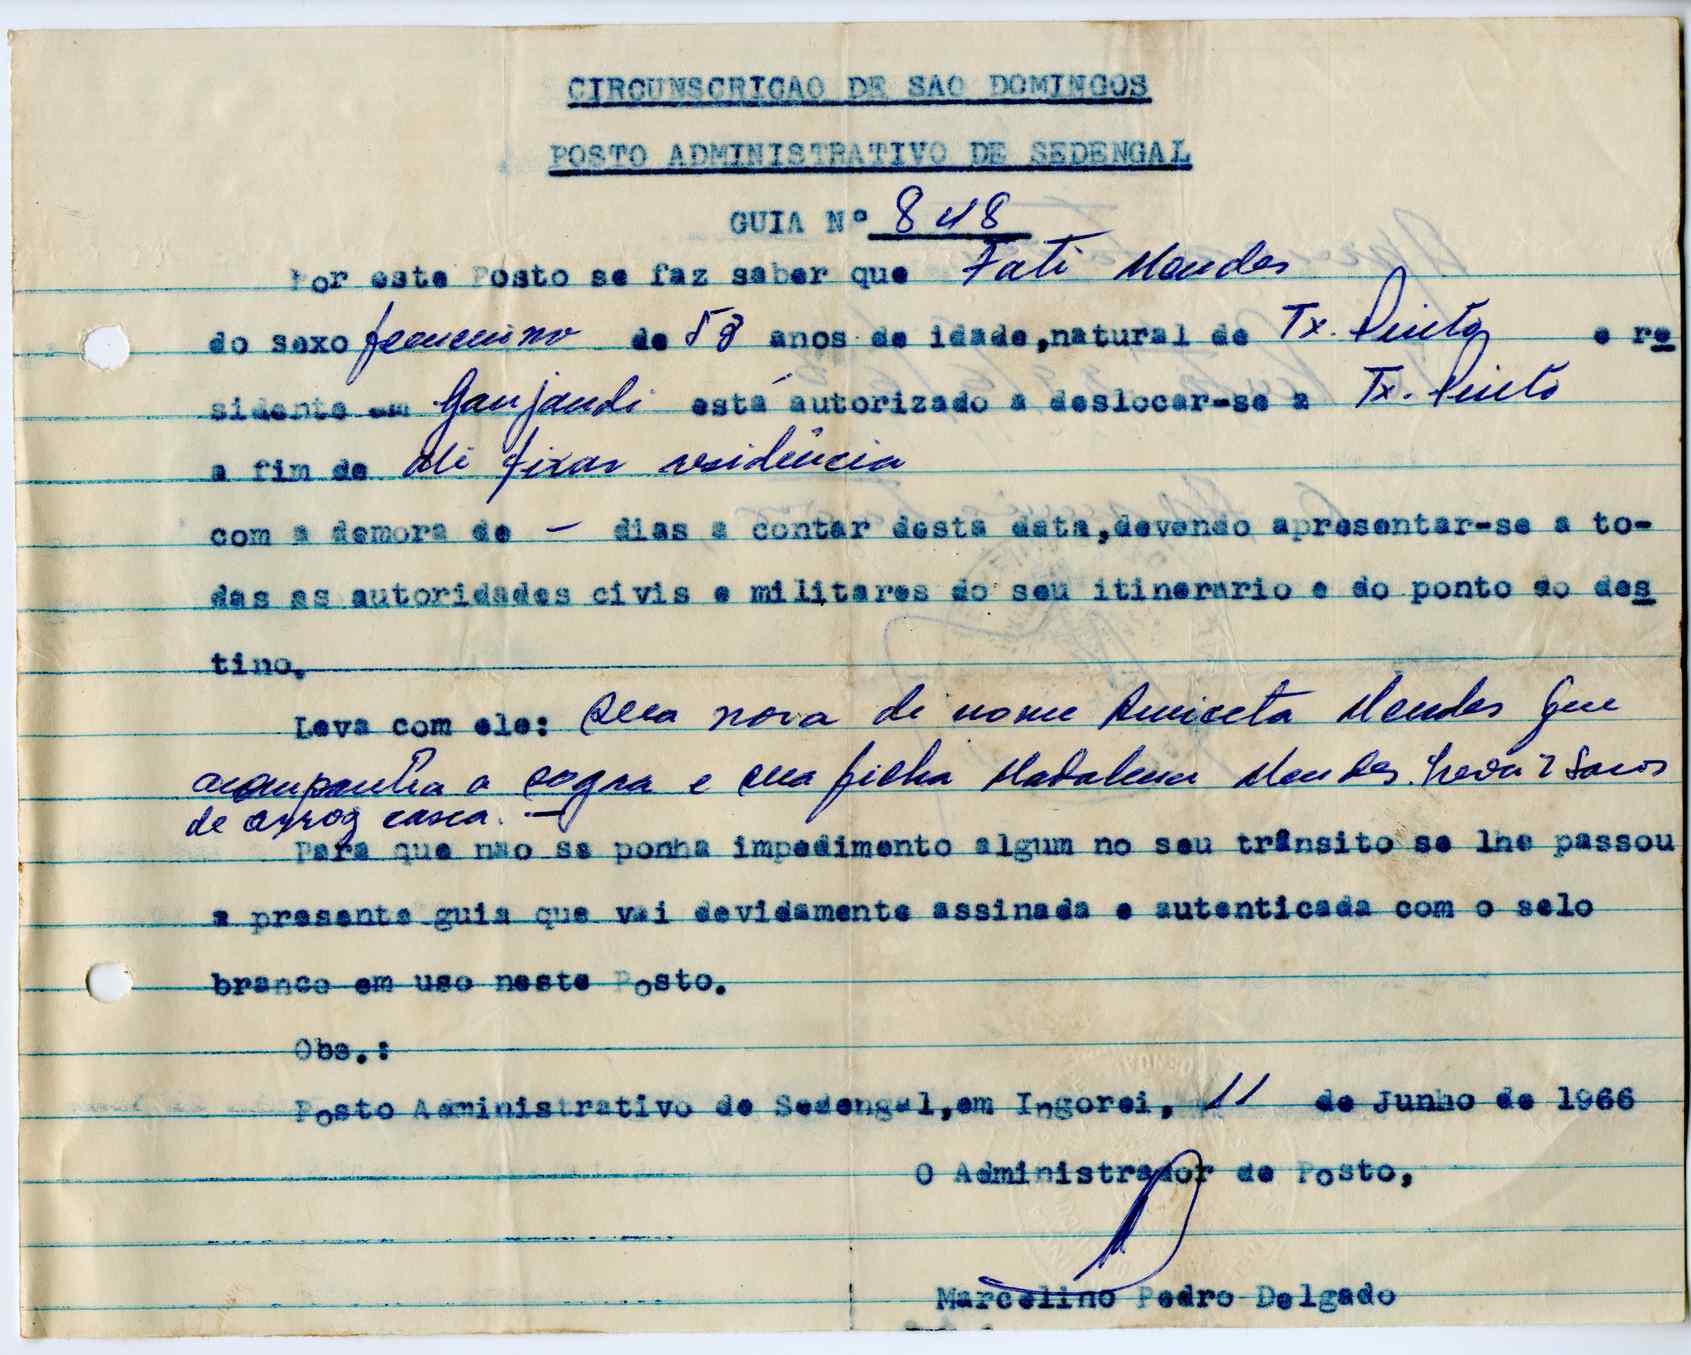 CIRCUNSCRICAO DE SAO DOMINGOS
POSTO ADMINISTRATIVO DE SEDENGAL
GUIA Nº 848
Por este Posto se faz saber que Fati Mendes
do sexo femenino de 58 anos de idade,natural de Tx. Pinto e re
sidente em Ganjandi está autorizado a deslocar-se a Tx. Pinto
a fim de ali fixar residência
com a demora de - dias a contar desta data,devendo apresentar-se a to-
das as autoridades civis e militares do seu itinerario e do ponto do des
tino.
Leva com ele: sua nora de nome Aniceta Mendes que
acompanha a sogra e sua filha Madalena Mendes. Leva 2 sacos
de arroz casca. —
Para que nao se ponha impedimento algum no seu trânsito se lhe passou
a presente guia que vai devidamente assinada e autenticada com o selo
branco em uso neste Posto.
Obs.:
Posto Administrativo de Sedengal,em Ingorei, 11 de Junho de 1966
O Administrador de Posto,
Marcelino Pedro Delgado